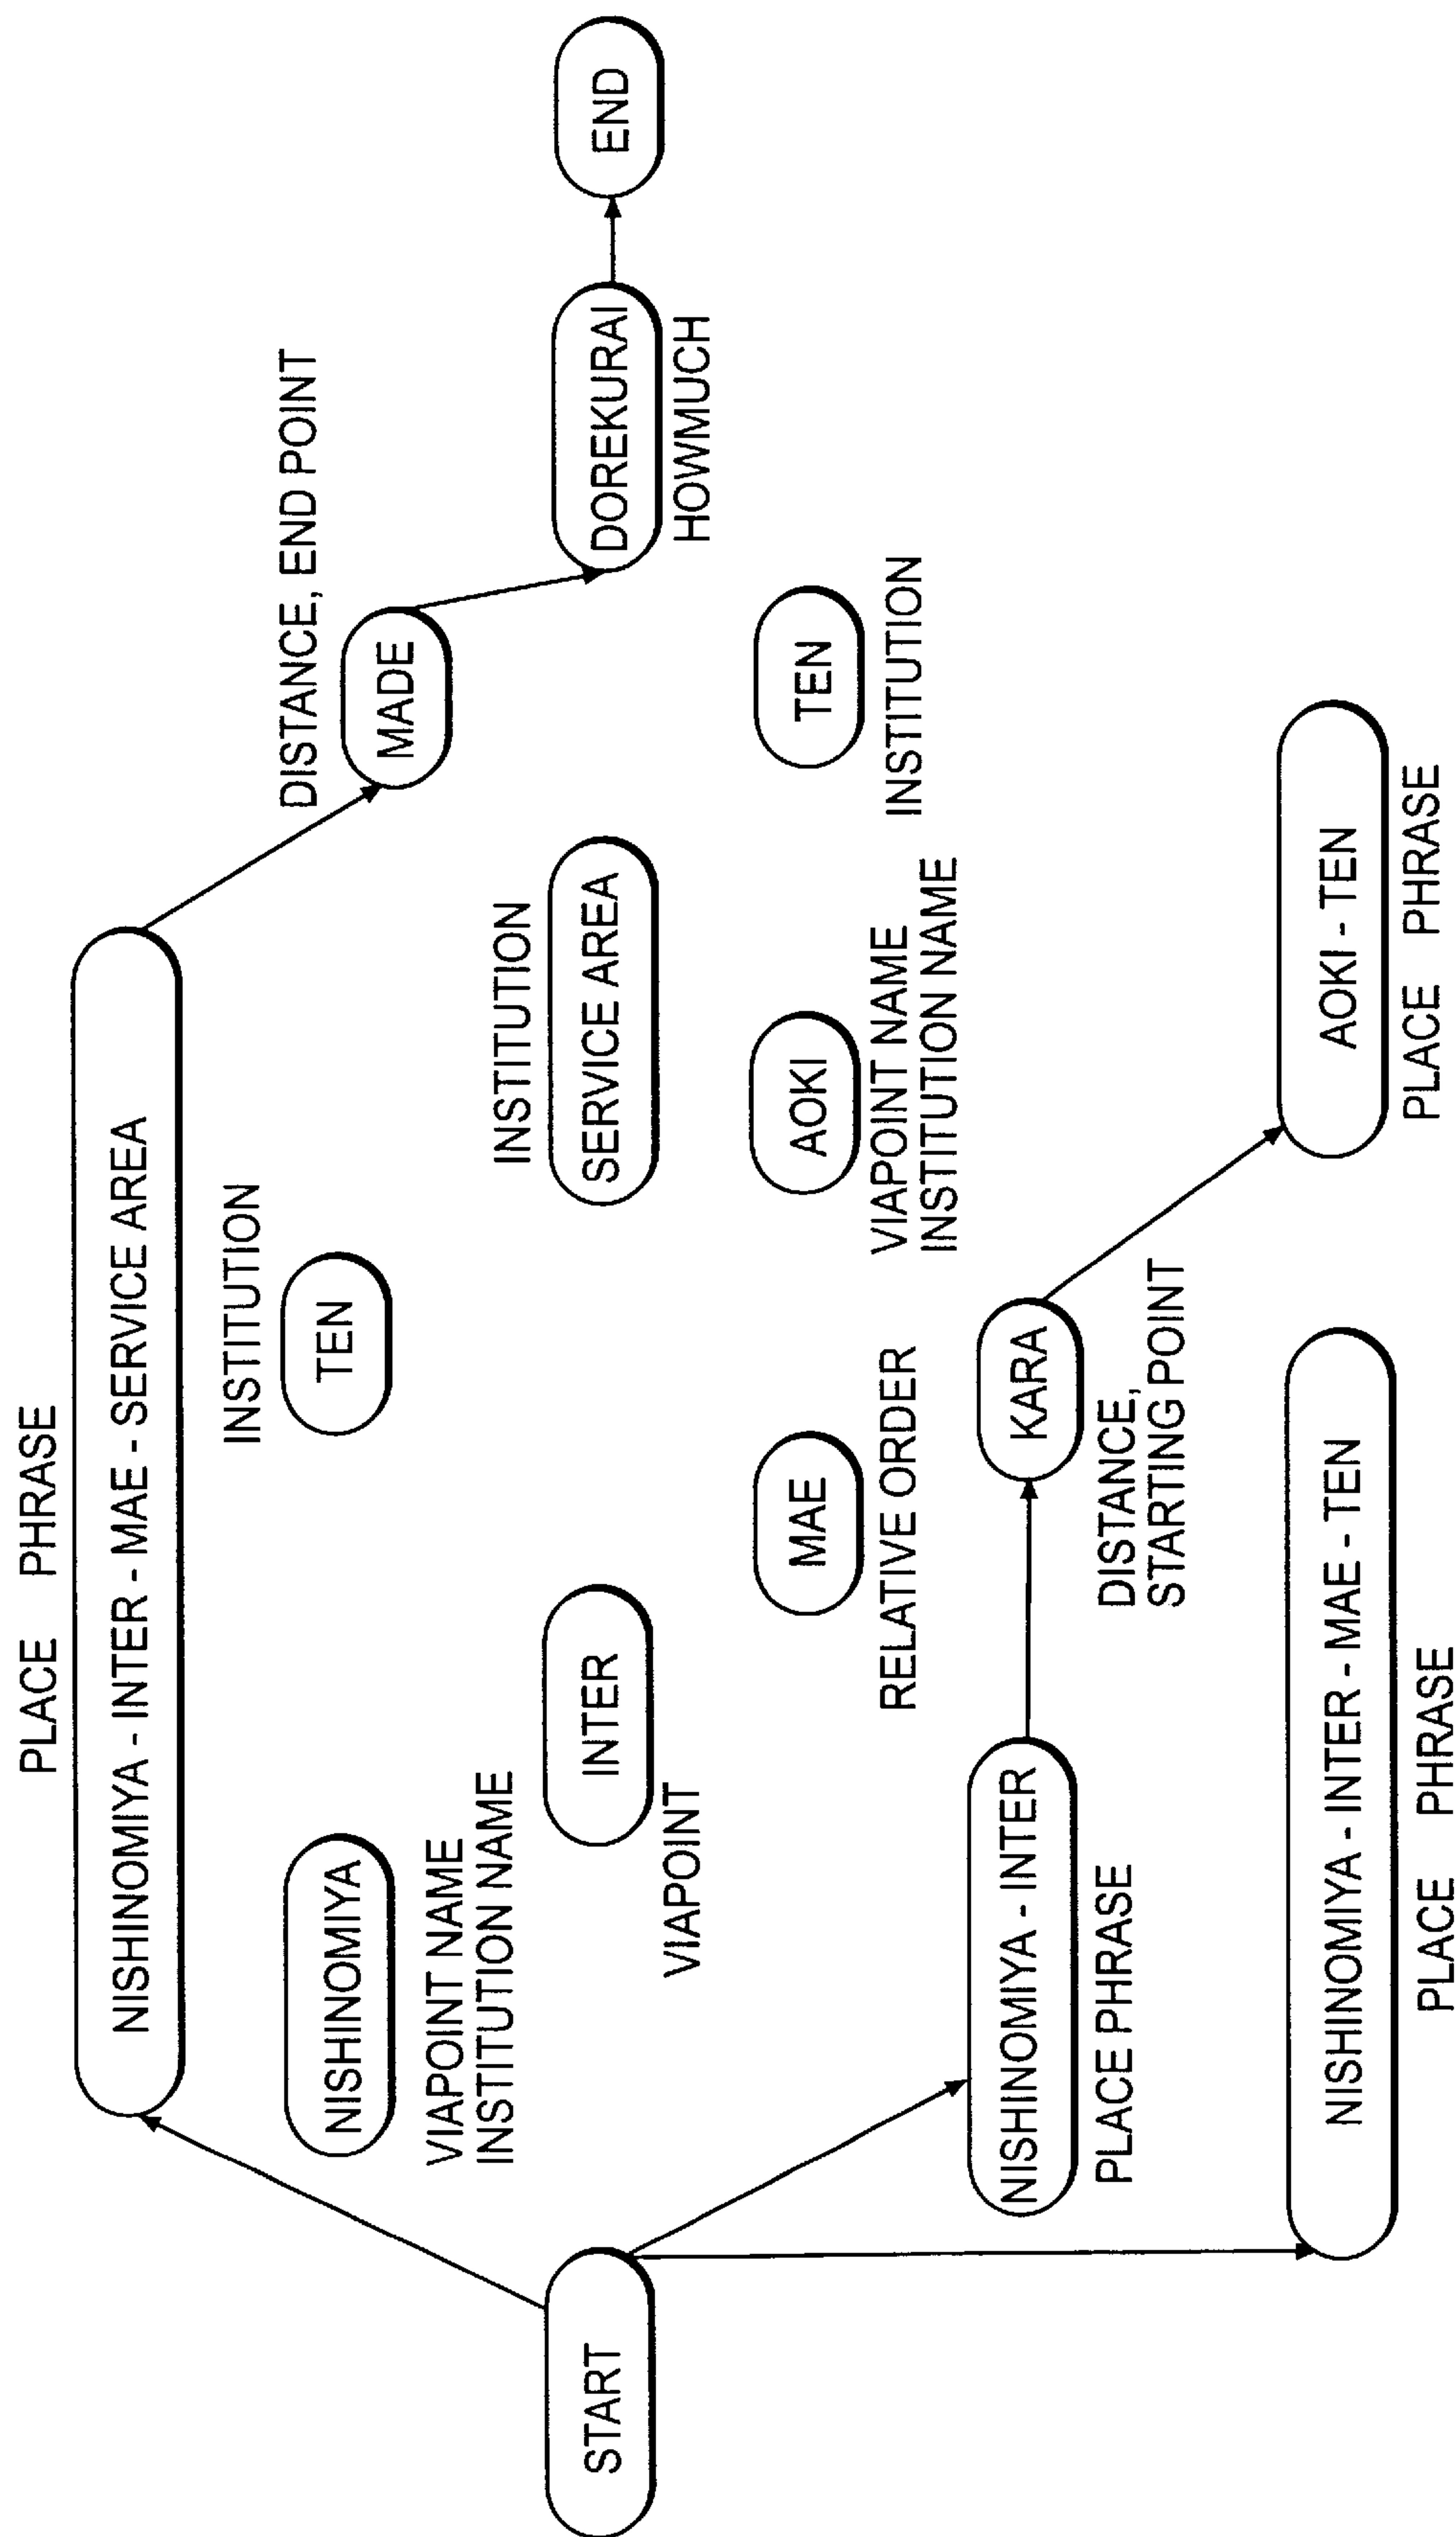 PLACE PHRASE
NISHINOMIYA - INTER - MAE - SERVICE AREA
INSTITUTION
TEN
DISTANCE, END POINT
MADE
NISHINOMIYA
VIAPOINT NAME
INSTITUTION NAME
INSTITUTION
START
INTER
SERVICE AREA
DOREKURAI
END
VIAPOINT
HOWMUCH
MAE
AOKI
TEN
RELATIVE ORDER
VIAPOINT NAME
INSTITUTION NAME
INSTITUTION
NISHINOMIYA - INTER
KARA
PLACE PHRASE
DISTANCE,
STARTING POINT
NISHINOMIYA - INTER - MAE - TEN
AOKI - TEN
PLACE PHRASE
PLACE PHRASE